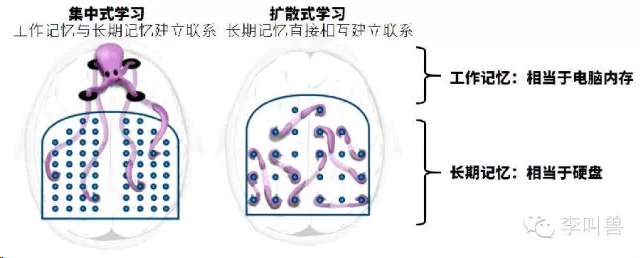 集中式学习
工作记忆与长期记忆建立联系
扩散式学习
长期记忆直接相互建立联系
工作记忆：相当于电脑内存
长期记忆：相当于硬盘
李叫兽